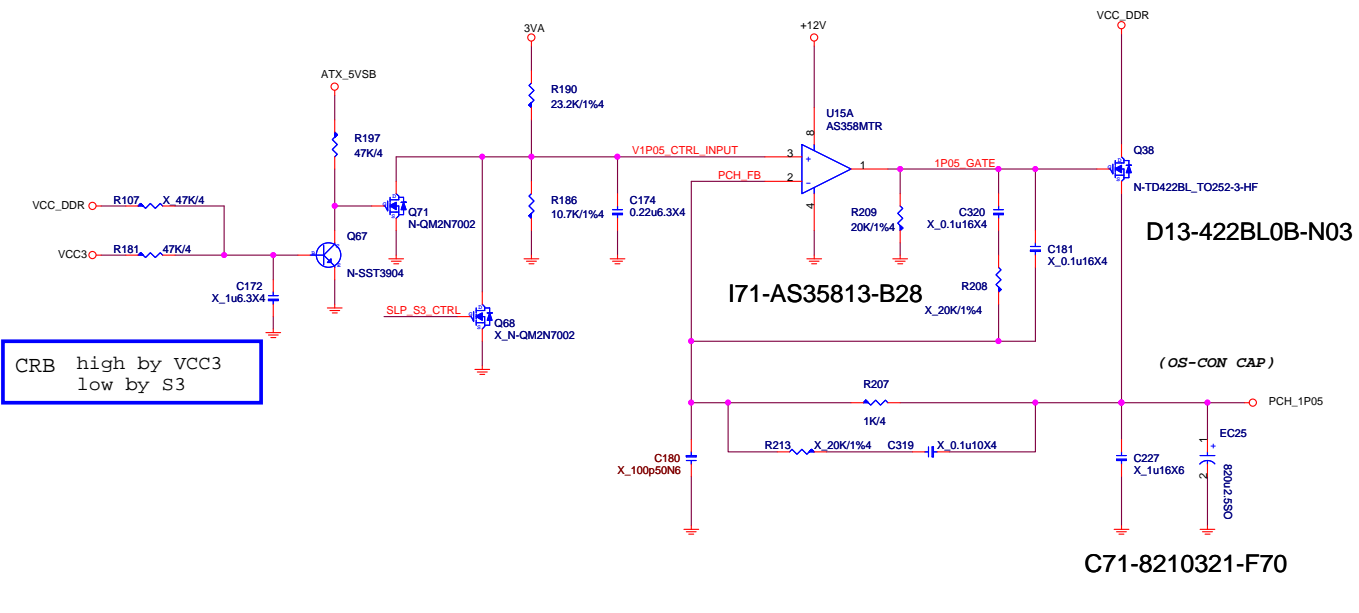 VCC_DDR
+12V
3VA
ATX_5VSB
R190
23.2K/1%4
U15A
AS358MTR
R197
47K/4
8
V1P05_CTRL_INPUT
3
+
1
1P05_GATE
Q38
PCH_FB
2
-
N-TD422BL_TO252-3-HF
4
VCC_DDR
R107
X_47K/4
Q71
N-QM2N7002
R186
10.7K/1%4
C174
0.22u6.3X4
R209
20K/1%4
C320
X_0.1u16X4
D13-422BL0B-N03
VCC3
R181
47K/4
Q67
N-SST3904
C181
X_0.1u16X4
C172
X_1u6.3X4
I71-AS35813-B28
R208
X_20K/1%4
SLP_S3_CTRL
Q68
X_N-QM2N7002
CRB high by VCC3
low by S3
(OS-CON CAP)
R207
1K/4
PCH_1P05
R213
X_20K/1%4
C319
X_0.1u10X4
EC25
1
+
2
820u2.5SO
C180
X_100p50N6
C227
X_1u16X6
C71-8210321-F70